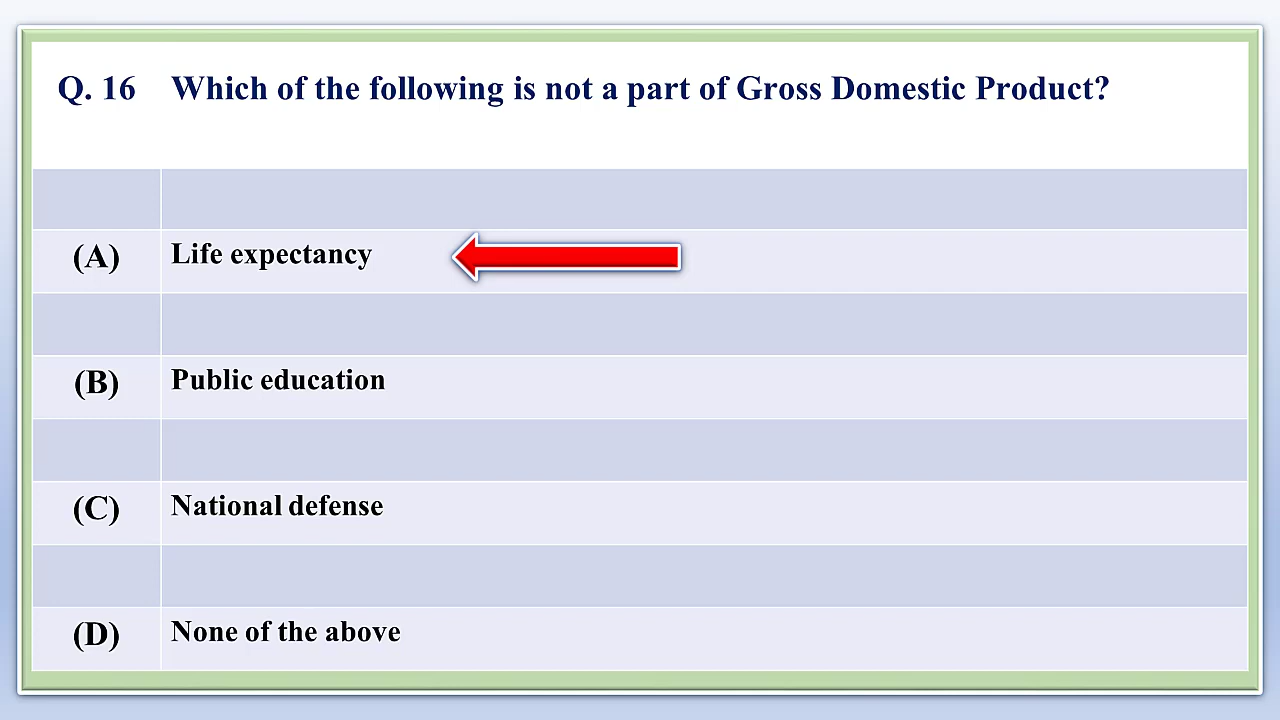 Q. 16 Which of the following is not a part of Gross Domestic Product?
(A) Life expectancy
(B) Public education
(C) National defense
(D) None of the above